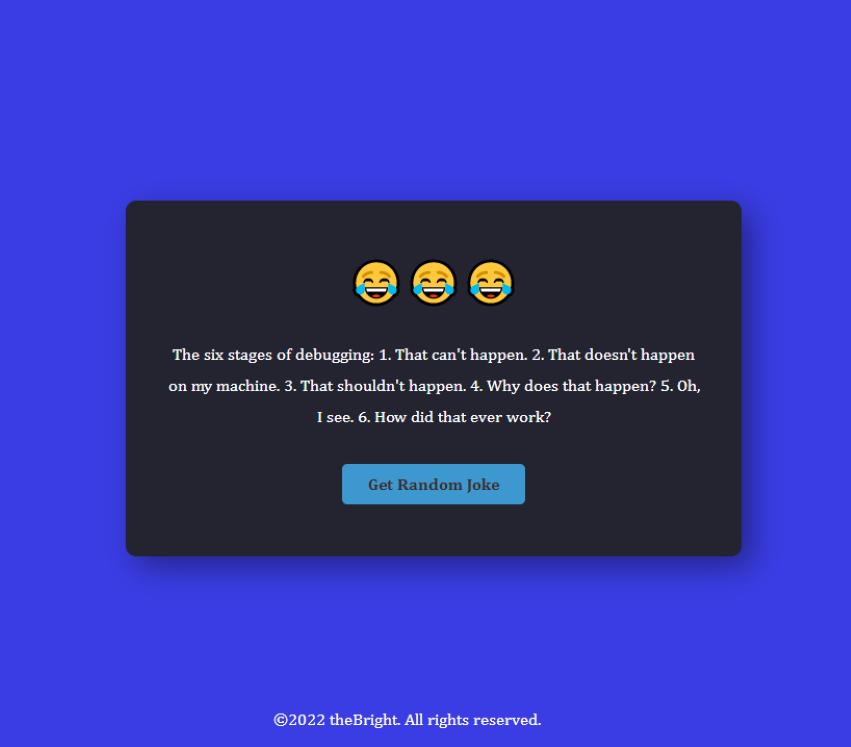 The six stages of debugging: 1. That can't happen. 2. That doesn't happen
on my machine. 3. That shouldn't happen. 4. Why does that happen? 5. Oh,
I see. 6. How did that ever work?
Get Random Joke
©2022 theBright. All rights reserved.